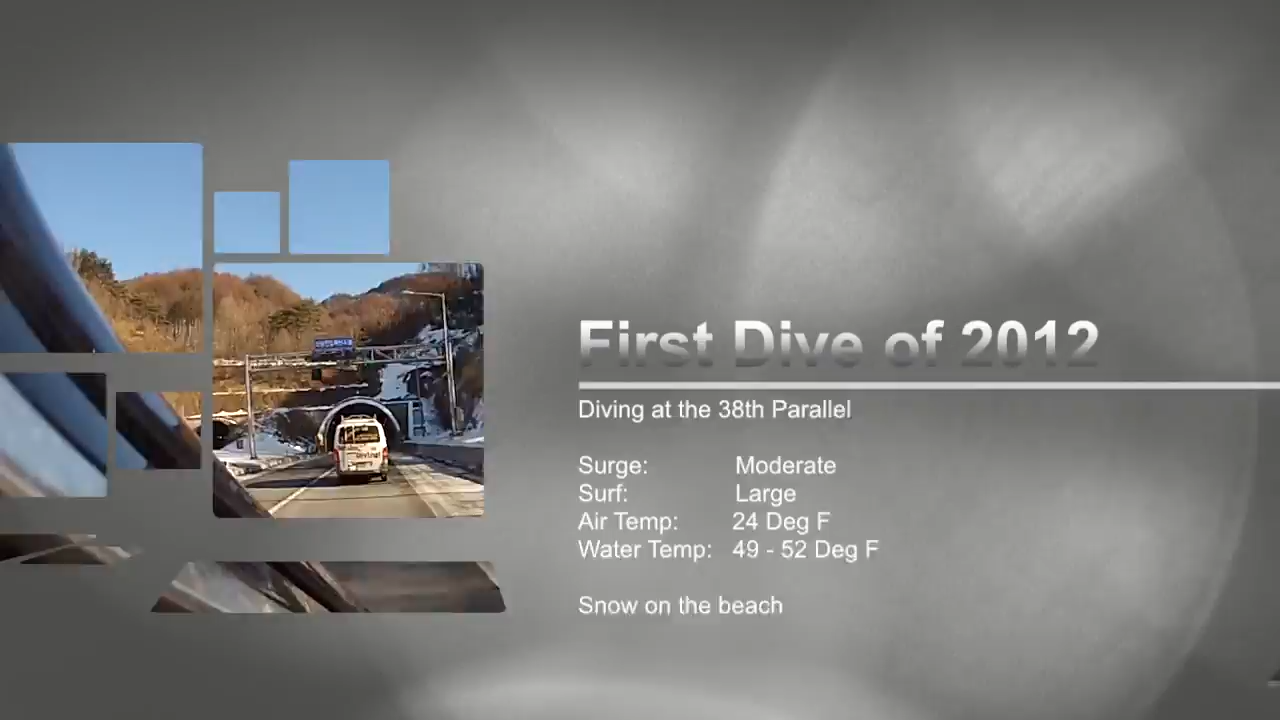 First Dive of 2012
Diving at the 38th Parallel
Surge: Moderate
Surf: Large
Air Temp: 24 Deg F
Water Temp: 49 - 52 Deg F
Snow on the beach